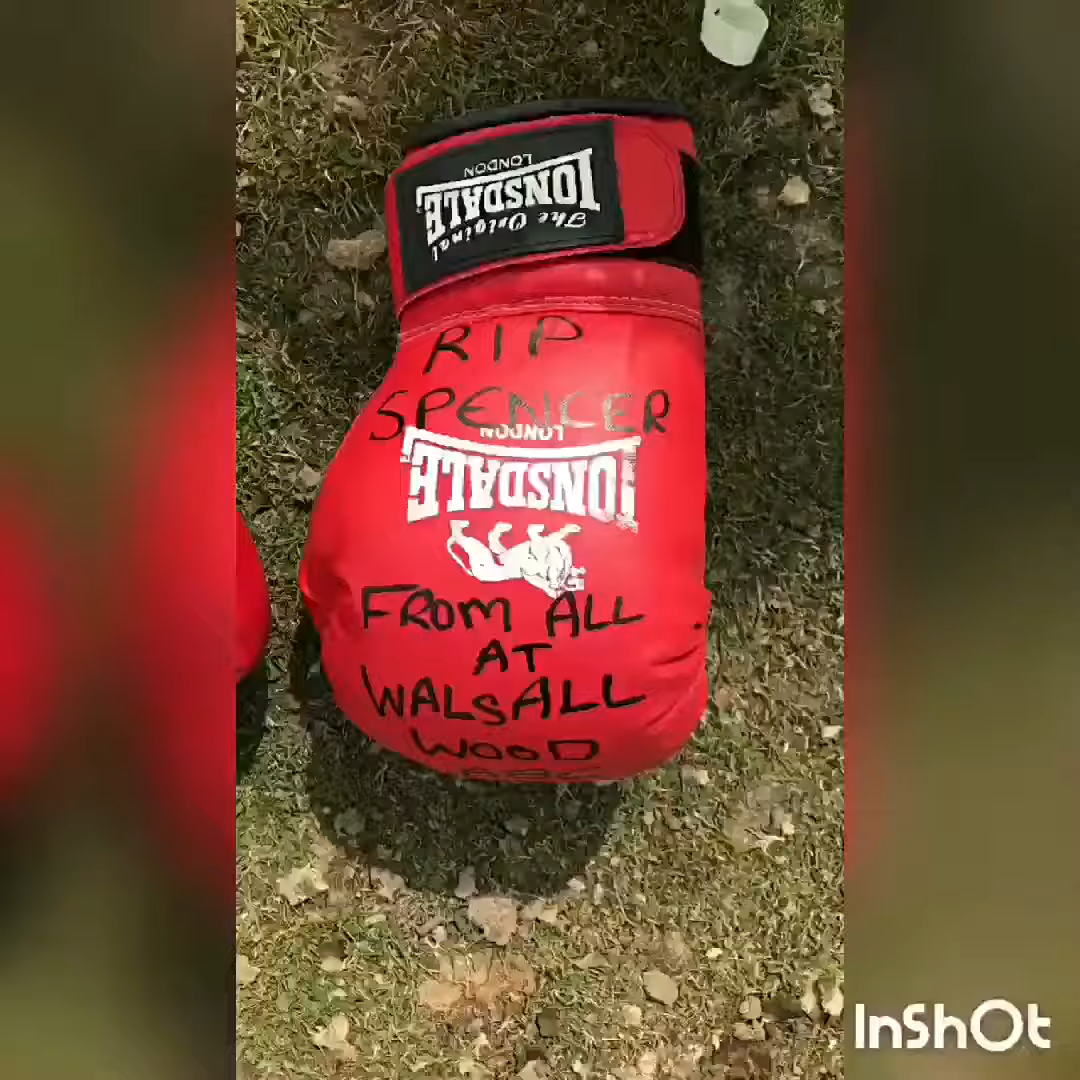 LONDON
LONSDALE
The Original
RIP
SPENCER
LONDON
LONSDALE
FROM ALL
AT
WALSALL
WOOD
InShOt